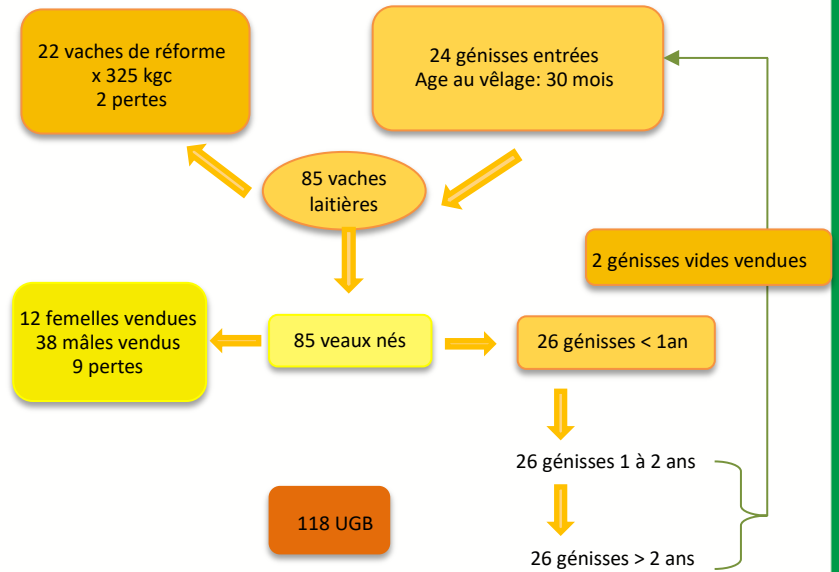 22 vaches de réforme
x 325 kgc
2 pertes
24 génisses entrées
Age au vêlage: 30 mois
85 vaches
laitières
2 génisses vides vendues
12 femelles vendues
38 mâles vendus
9 pertes
85 veaux nés
26 génisses < 1an
26 génisses 1 à 2 ans
118 UGB
26 génisses > 2 ans